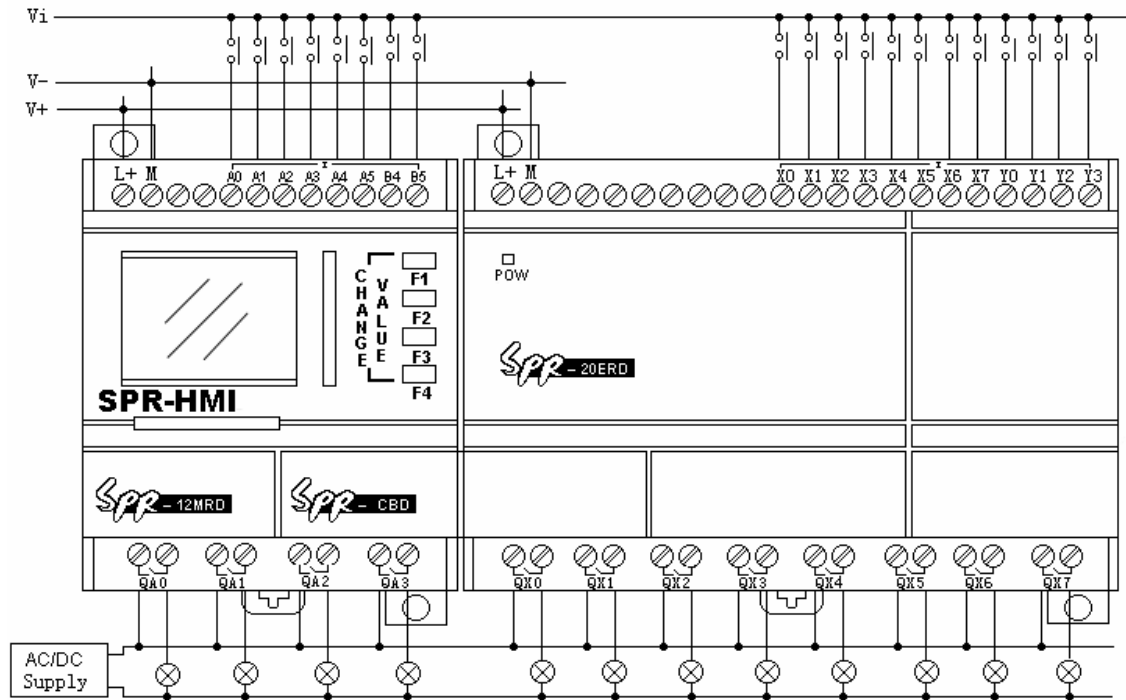 Vi
V-
V+
L+ M A0 A1 A2 A3 A4 A5 B4 B5
I
L+ M X0 X1 X2 X3 X4 X5 X6 X7 Y0 Y1 Y2 Y3
I
CHANGE
VALUE
F1
F2
F3
F4
SPR-HMI
POW
SPR - 20ERD
SPR - 12MRD
SPR - CBD
QA0 QA1 QA2 QA3
QX0 QX1 QX2 QX3 QX4 QX5 QX6 QX7
AC/DC
Supply